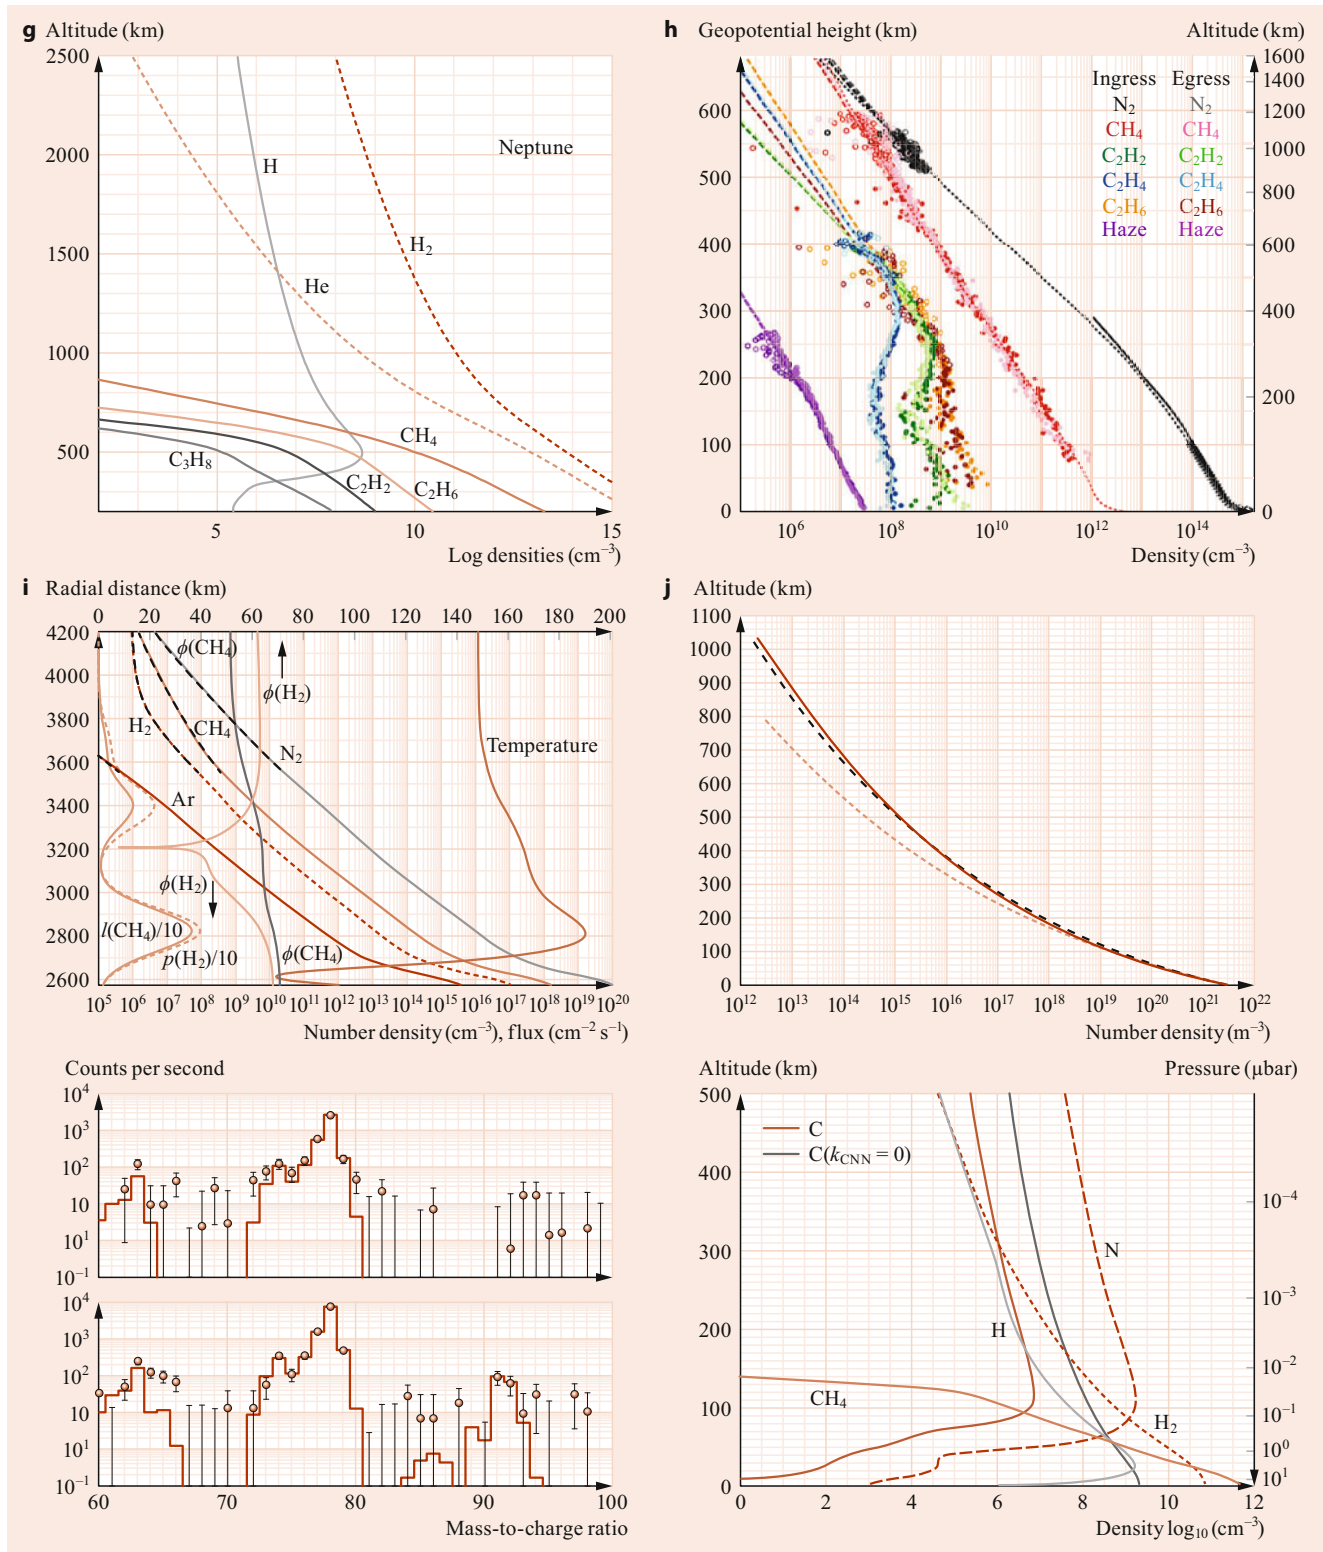 g Altitude (km)
2500
2000
1500
1000
500
Neptune
H
H₂
He
CH₄
C₃H₈
C₂H₂
C₂H₆
5 10 15
Log densities (cm⁻³)
h Geopotential height (km) Altitude (km)
600
500
400
300
200
100
0
1600
1400
1200
1000
800
600
400
200
0
Ingress Egress
N₂ N₂
CH₄ CH₄
C₂H₂ C₂H₂
C₂H₄ C₂H₄
C₂H₆ C₂H₆
Haze Haze
10⁶ 10⁸ 10¹⁰ 10¹² 10¹⁴
Density (cm⁻³)
i Radial distance (km)
0 20 40 60 80 100 120 140 160 180 200
4200
4000
3800
3600
3400
3200
3000
2800
2600
ϕ(CH₄)
ϕ(H₂)
H₂
CH₄
N₂
Temperature
Ar
ϕ(H₂)
l(CH₄)/10
p(H₂)/10
ϕ(CH₄)
10⁵ 10⁶ 10⁷ 10⁸ 10⁹ 10¹⁰ 10¹¹ 10¹² 10¹³ 10¹⁴ 10¹⁵ 10¹⁶ 10¹⁷ 10¹⁸ 10¹⁹ 10²⁰
Number density (cm⁻³), flux (cm⁻² s⁻¹)
j Altitude (km)
1100
1000
900
800
700
600
500
400
300
200
100
0
10¹² 10¹³ 10¹⁴ 10¹⁵ 10¹⁶ 10¹⁷ 10¹⁸ 10¹⁹ 10²⁰ 10²¹ 10²²
Number density (m⁻³)
Counts per second
10⁴
10³
10²
10
10¹
10⁻¹
10⁴
10³
10²
10
10¹
10⁻¹
60 70 80 90 100
Mass-to-charge ratio
Altitude (km) Pressure (µbar)
500
400
300
200
100
0
C
C(k_CNN = 0)
N
H
CH₄
H₂
10⁻⁴
10⁻³
10⁻²
10⁻¹
10⁰
10¹
0 2 4 6 8 10 12
Density log₁₀ (cm⁻³)